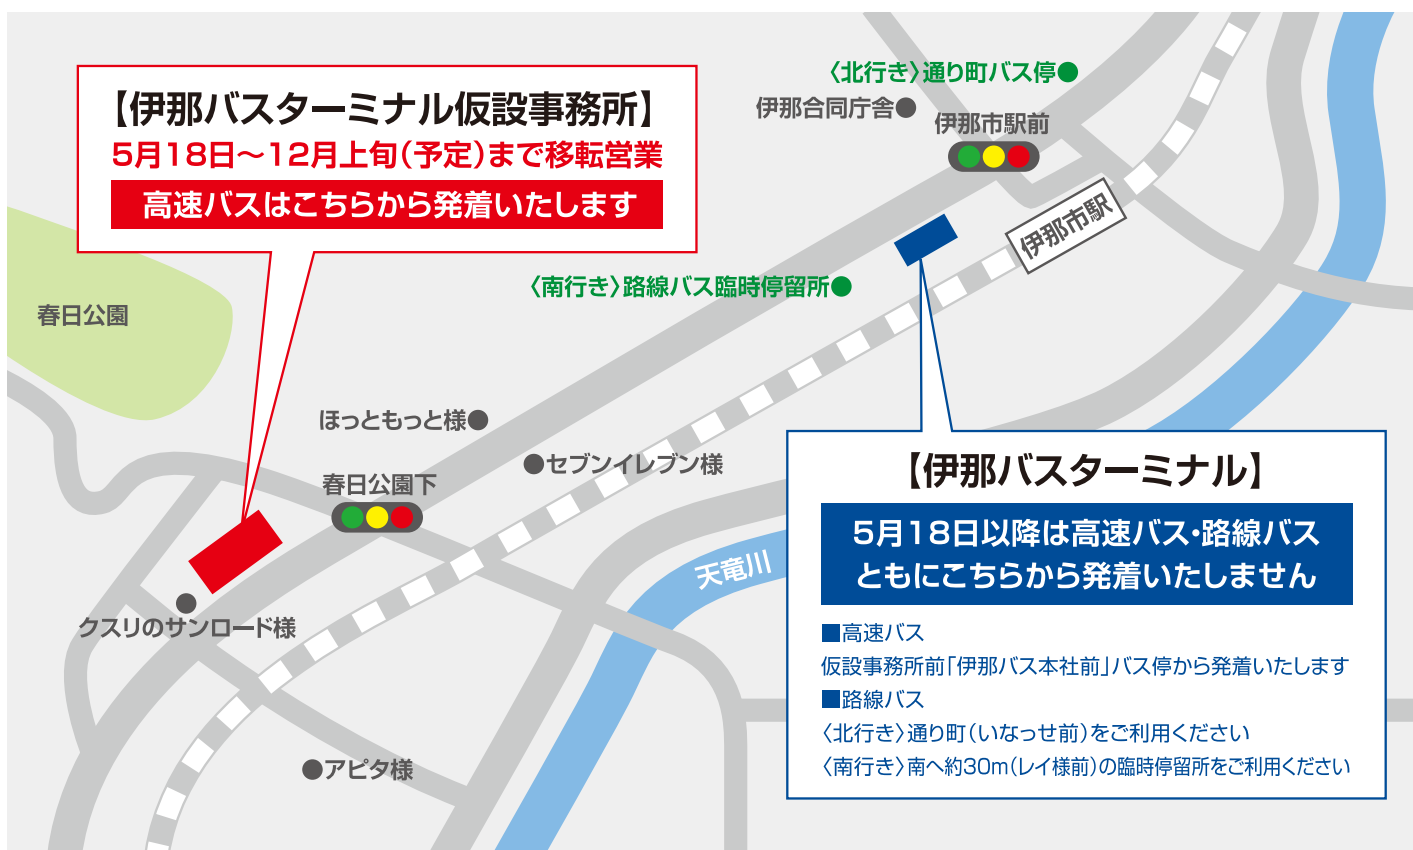 〈北行き〉通り町バス停●
伊那合同庁舎●
伊那市駅前
【伊那バスターミナル仮設事務所】
5月18日～12月上旬(予定)まで移転営業
高速バスはこちらから発着いたします
伊那市駅
〈南行き〉路線バス臨時停留所●
春日公園
ほっともっと様●
●セブンイレブン様
春日公園下
クスリのサンロード様
●アピタ様
天竜川
【伊那バスターミナル】
5月18日以降は高速バス・路線バス
ともにこちらから発着いたしません
■高速バス
仮設事務所前「伊那バス本社前」バス停から発着いたします
■路線バス
〈北行き〉通り町(いなっせ前)をご利用ください
〈南行き〉南へ約30m(レイ様前)の臨時停留所をご利用ください